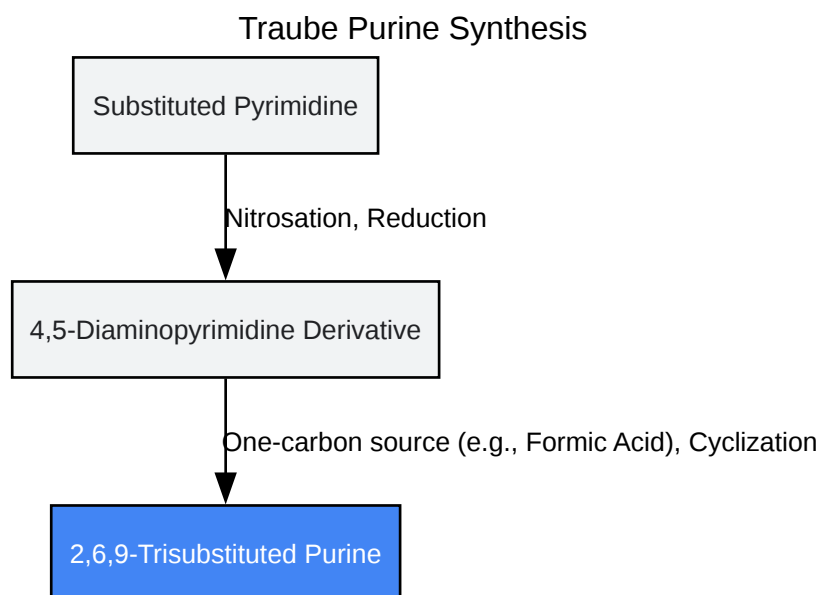 Traube Purine Synthesis
Substituted Pyrimidine
Nitrosation, Reduction
4,5-Diaminopyrimidine Derivative
One-carbon source (e.g., Formic Acid), Cyclization
2,6,9-Trisubstituted Purine